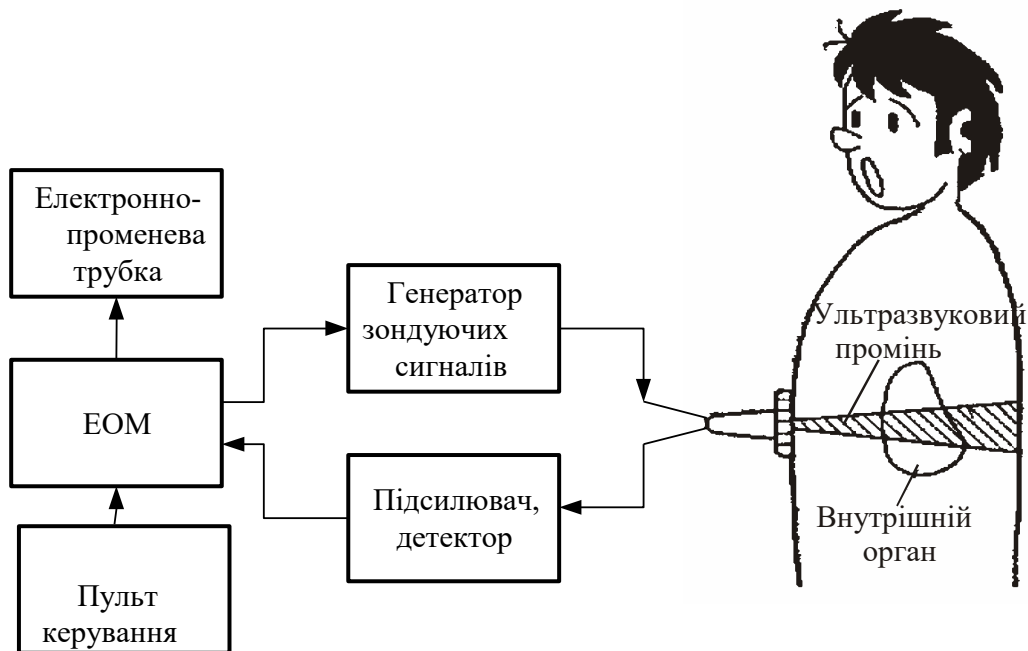 Електронно-
променева
трубка
Генератор
зондуючих
сигналів
Ультразвуковий
промінь
ЕОМ
Підсилювач,
детектор
Внутрішній
орган
Пульт
керування